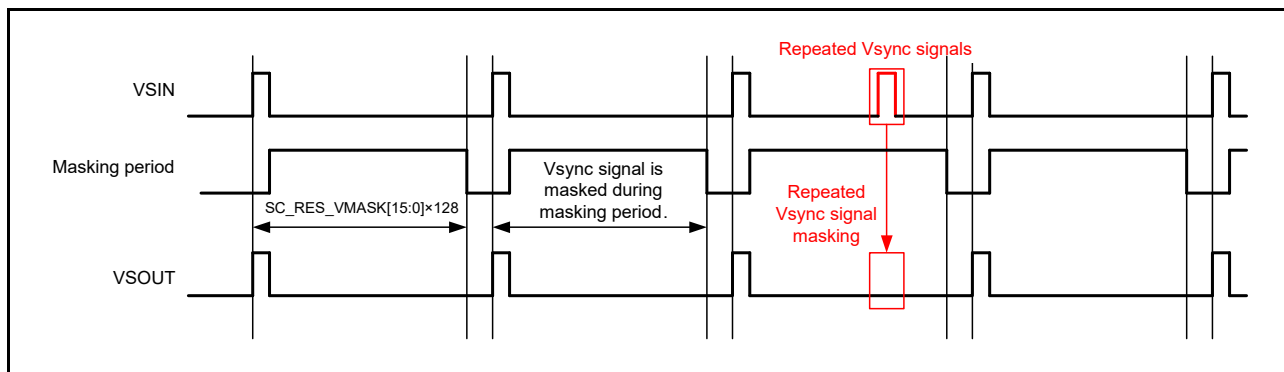 Repeated Vsync signals
VSIN
Masking period
Vsync signal is
masked during
masking period.
SC_RES_VMASK[15:0]×128
Repeated
Vsync signal
masking
VSOUT